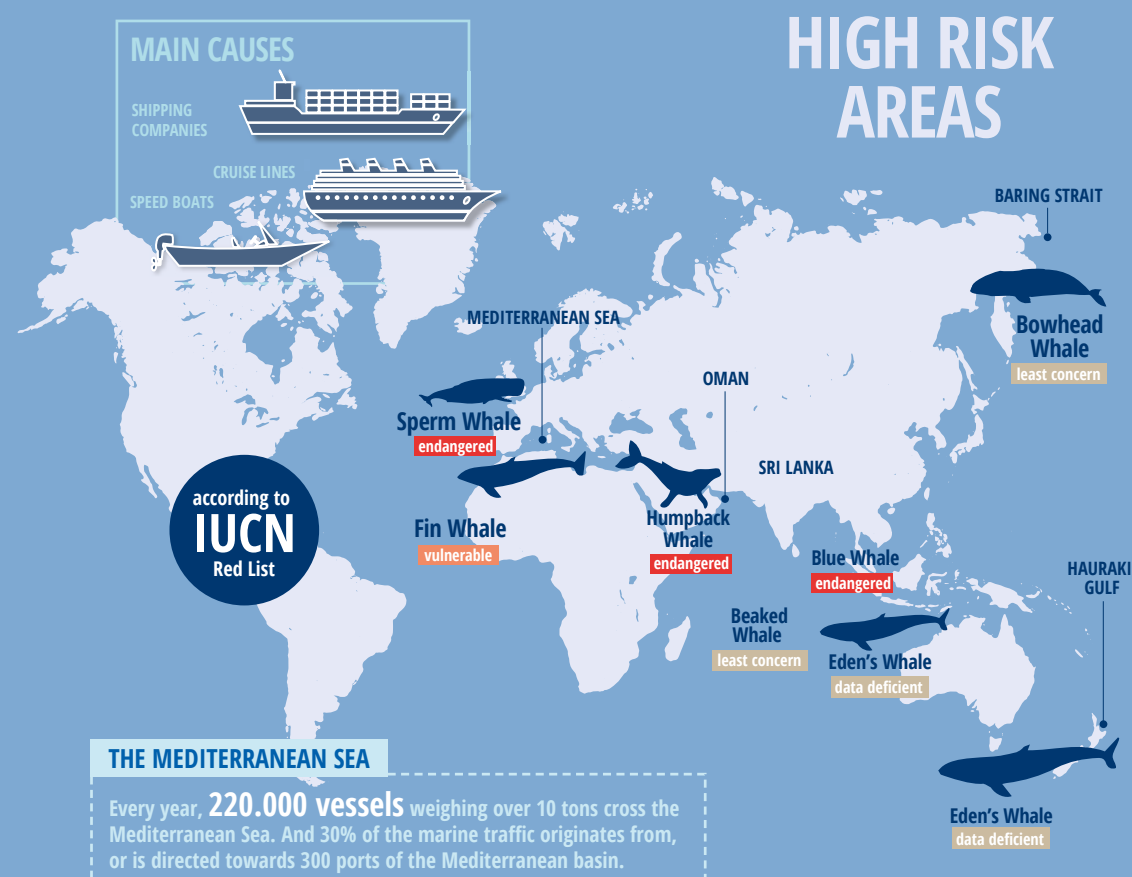 HIGH RISK
AREAS
MAIN CAUSES
SHIPPING
COMPANIES
CRUISE LINES
SPEED BOATS
BARING STRAIT
Bowhead
Whale
least concern
MEDITERRANEAN SEA
OMAN
Sperm Whale
endangered
SRI LANKA
according to
IUCN
Red List
Fin Whale
vulnerable
Humpback
Whale
endangered
Blue Whale
endangered
HAURAKI
GULF
Beaked
Whale
least concern
Eden's Whale
data deficient
Eden's Whale
data deficient
THE MEDITERRANEAN SEA
Every year, 220.000 vessels weighing over 10 tons cross the
Mediterranean Sea. And 30% of the marine traffic originates from,
or is directed towards 300 ports of the Mediterranean basin.